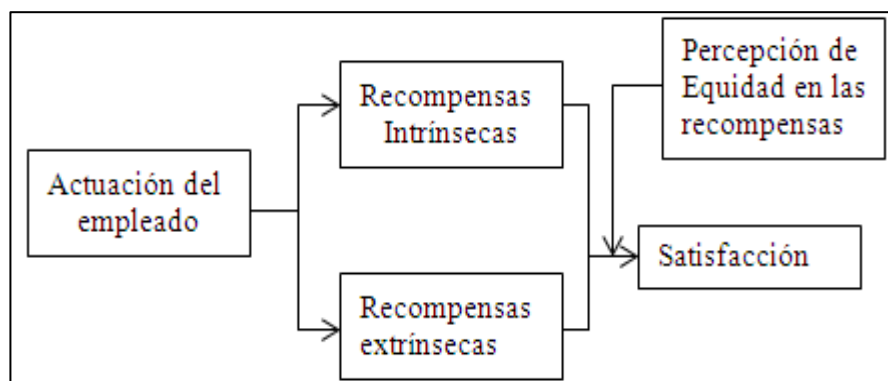 Actuación del
empleado
Recompensas
Intrínsecas
Recompensas
extrínsecas
Percepción de
Equidad en las
recompensas
Satisfacción